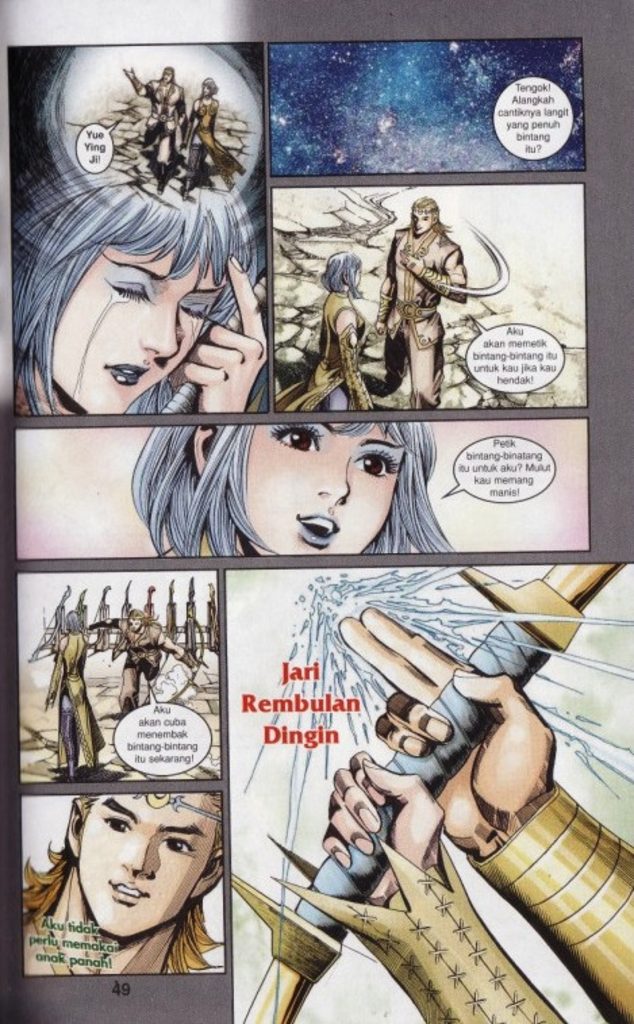 Yue
Ying
Ji!
Tengok!
Alangkah
cantiknya langit
yang penuh
bintang
itu?
Aku
akan memetik
bintang-bintang itu
untuk kau jika kau
hendak!
Petik
bintang-binatang
itu untuk aku? Mulut
kau memang
manis!
Aku
akan cuba
menembak
bintang-bintang
itu sekarang!
Jari
Rembulan
Dingin
Aku tidak
perlu memakai
anak panah!
49